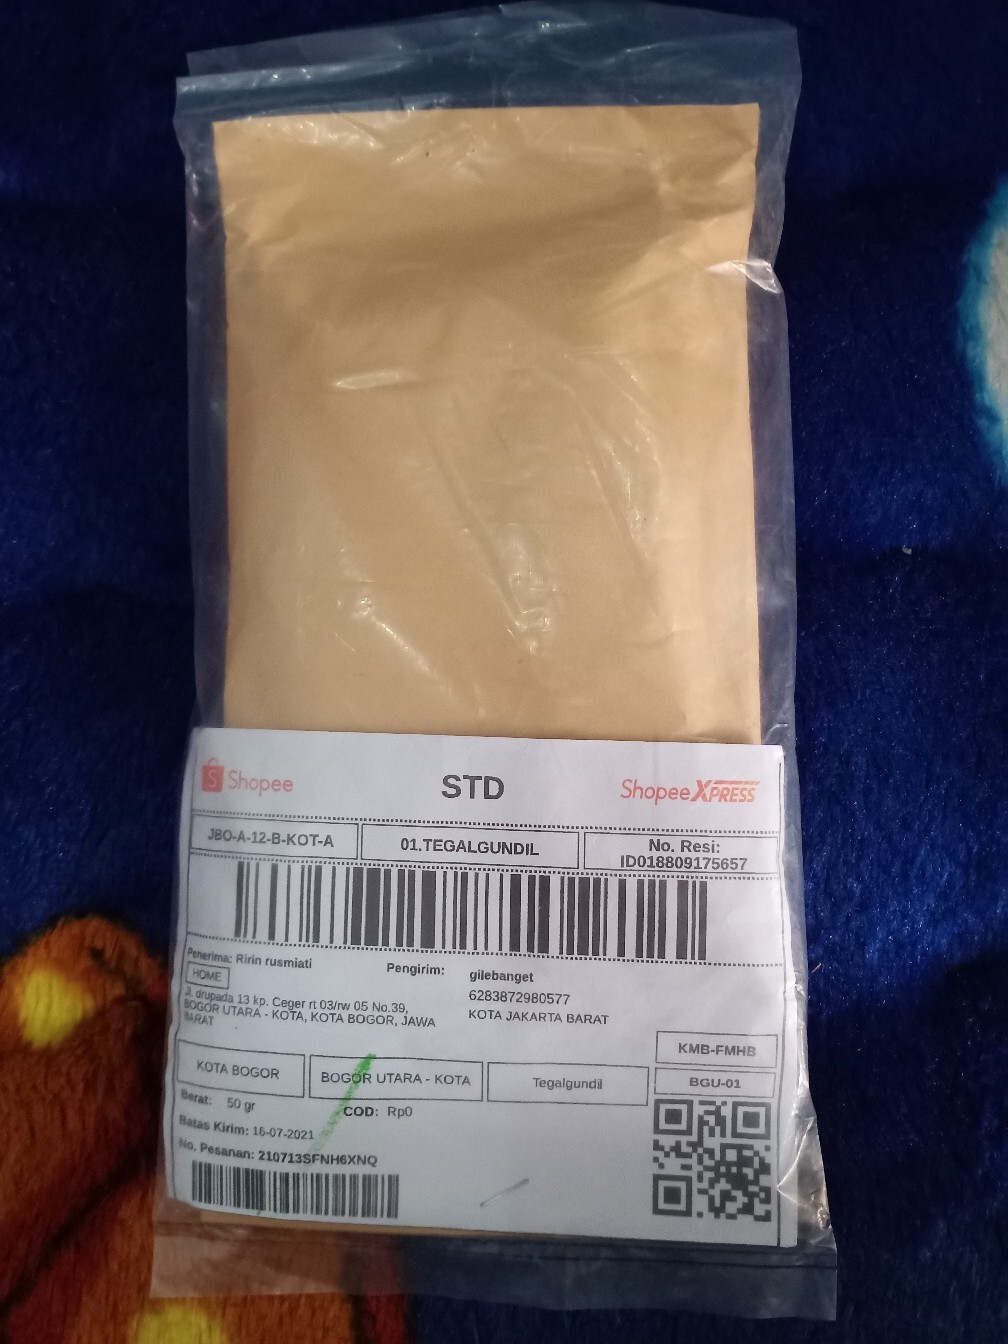 Shopee
STD
ShopeeXPRESS
JBO-A-12-B-KOT-A
01.TEGALGUNDIL
No. Resi:
ID018809175657
Penerima: Ririn rusmiati
HOME
Jl. drupada 13 kp. Ceger rt 03/rw 05 No.39,
BOGOR UTARA - KOTA, KOTA BOGOR, JAWA
BARAT
Pengirim: gilebanget
6283872980577
KOTA JAKARTA BARAT
KMB-FMHB
KOTA BOGOR
BOGOR UTARA - KOTA
Tegalgundil
BGU-01
Berat: 50 gr
COD: Rp0
Batas Kirim: 16-07-2021
No. Pesanan: 210713SFNH6XNQ